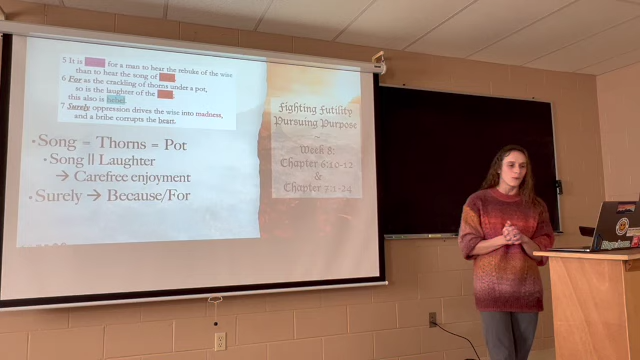 5 It is for a man to hear the rebuke of the wise
than to hear the song of
6 For as the crackling of thorns under a pot,
so is the laughter of the
this also is
7 Surely oppression drives the wise into madness,
and a bribe corrupts the heart.
• Song = Thorns = Pot
• Song || Laughter
→ Carefree enjoyment
• Surely → Because/For
Fighting Futility
Pursuing Purpose
~
Week 8:
Chapter 6:10-12
&
Chapter 7:1-24